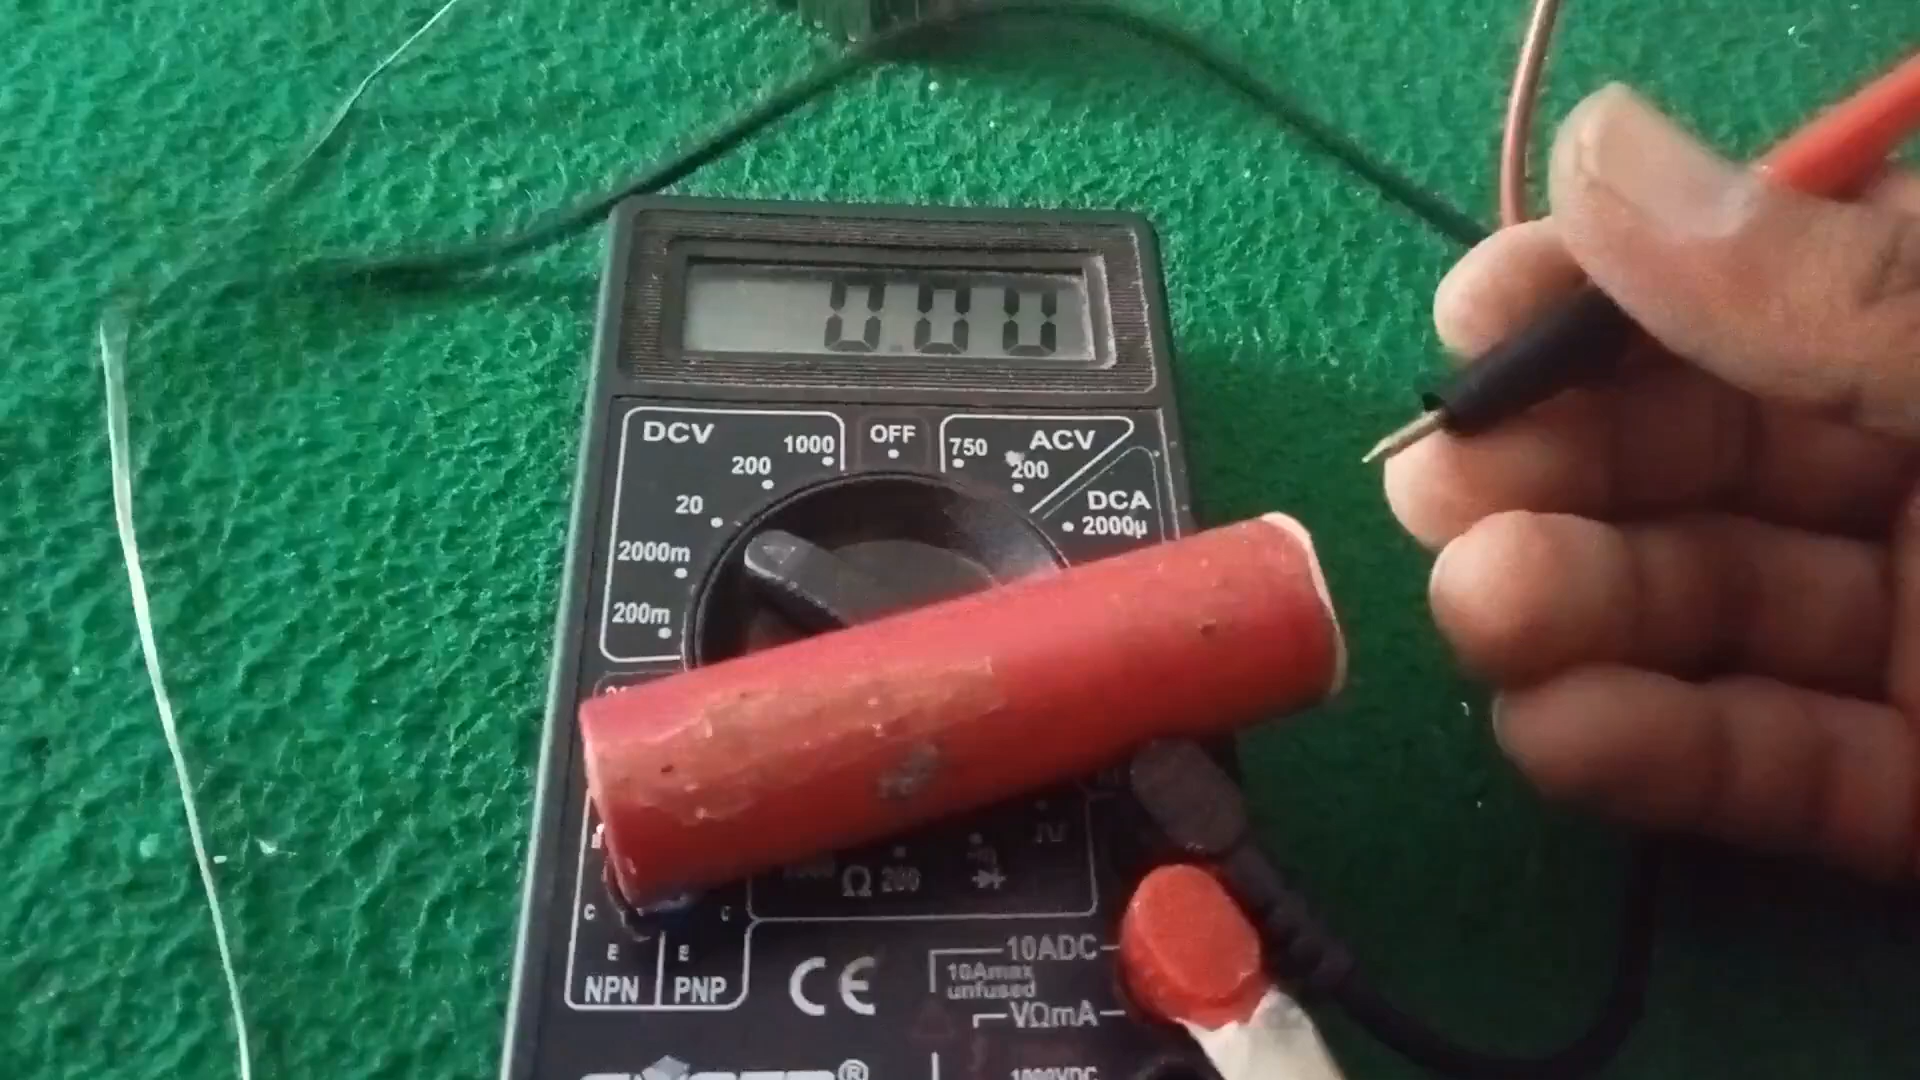 0.00
DCV
OFF
ACV
1000
750
200
200
20
DCA
2000µ
2000m
200m
Ω 200
C
C
E
E
NPN
PNP
CE
10ADC
10Amax
unfused
VΩmA
1000VDC
®